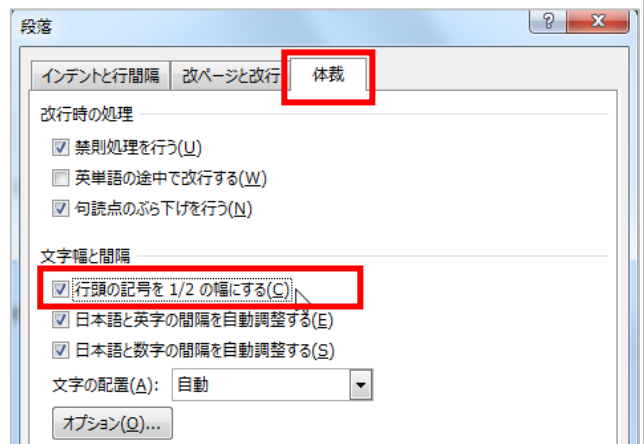 段落
インデントと行間隔 改ページと改行 体裁
改行時の処理
禁則処理を行う(U)
英単語の途中で改行する(W)
句読点のぶら下げを行う(N)
文字幅と間隔
行頭の記号を 1/2 の幅にする(C)
日本語と英字の間隔を自動調整する(E)
日本語と数字の間隔を自動調整する(S)
文字の配置(A): 自動
オプション(O)...